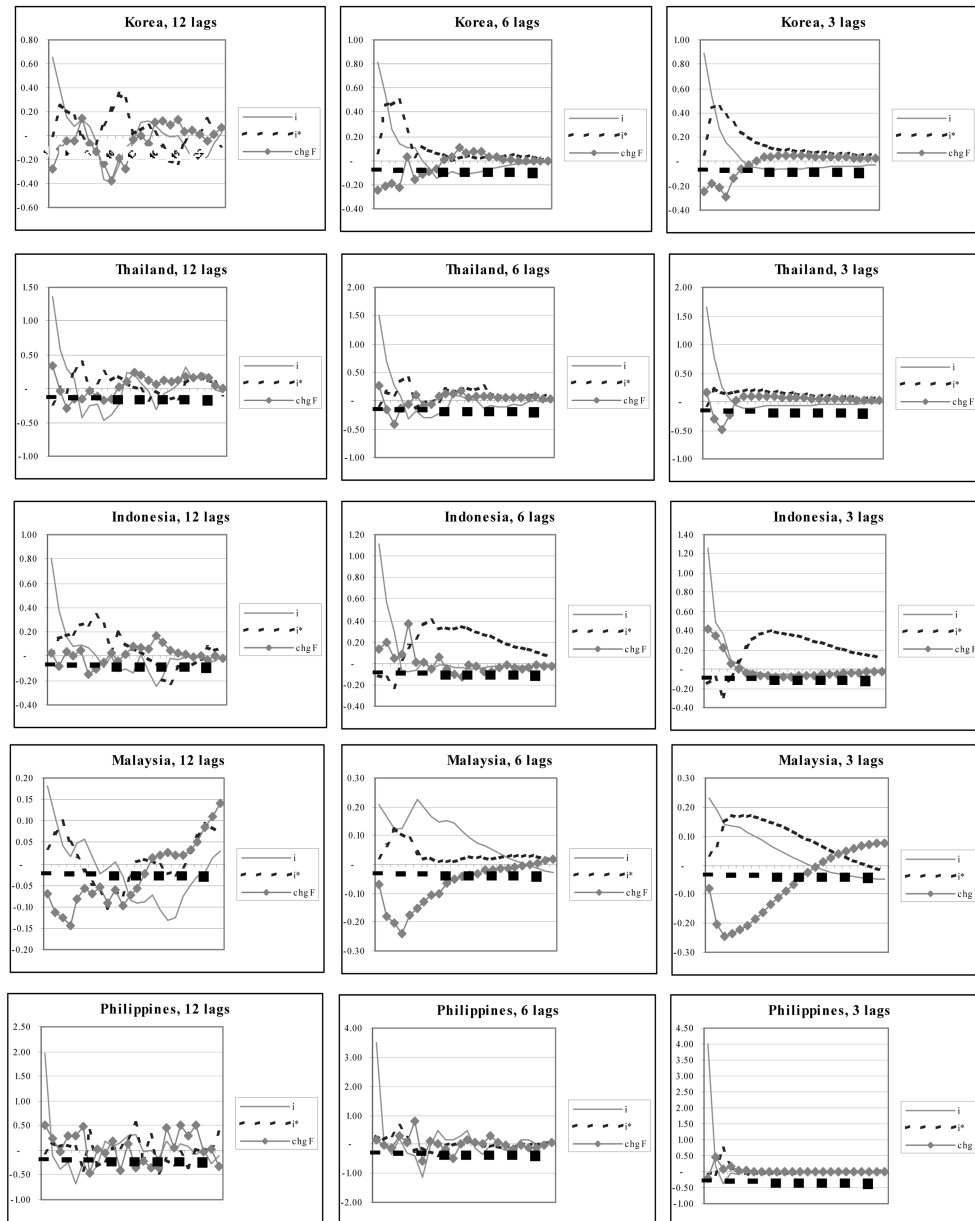 Korea, 12 lags
0.80
0.60
0.40
0.20
-
-0.20
-0.40
-0.60
i
i*
chg F
Korea, 6 lags
1.00
0.80
0.60
0.40
0.20
-
-0.20
-0.40
i
i*
chg F
Korea, 3 lags
1.00
0.80
0.60
0.40
0.20
-
-0.20
-0.40
i
i*
chg F
Thailand, 12 lags
1.50
1.00
0.50
-
-0.50
-1.00
i
i*
chg F
Thailand, 6 lags
2.00
1.50
1.00
0.50
-
-0.50
-1.00
i
i*
chg F
Thailand, 3 lags
2.00
1.50
1.00
0.50
-
-0.50
-1.00
i
i*
chg F
Indonesia, 12 lags
1.00
0.80
0.60
0.40
0.20
-
-0.20
-0.40
i
i*
chg F
Indonesia, 6 lags
1.20
1.00
0.80
0.60
0.40
0.20
-
-0.20
-0.40
i
i*
chg F
Indonesia, 3 lags
1.40
1.20
1.00
0.80
0.60
0.40
0.20
-
-0.20
-0.40
i
i*
chg F
Malaysia, 12 lags
0.20
0.15
0.10
0.05
-
-0.05
-0.10
-0.15
-0.20
i
i*
chg F
Malaysia, 6 lags
0.30
0.20
0.10
-
-0.10
-0.20
-0.30
i
i*
chg F
Malaysia, 3 lags
0.30
0.20
0.10
-
-0.10
-0.20
-0.30
i
i*
chg F
Philippines, 12 lags
2.50
2.00
1.50
1.00
0.50
-
-0.50
-1.00
i
i*
chg F
Philippines, 6 lags
4.00
3.00
2.00
1.00
-
-1.00
-2.00
i
i*
chg F
Philippines, 3 lags
4.50
4.00
3.50
3.00
2.50
2.00
1.50
1.00
0.50
-
-0.50
-1.00
i
i*
chg F